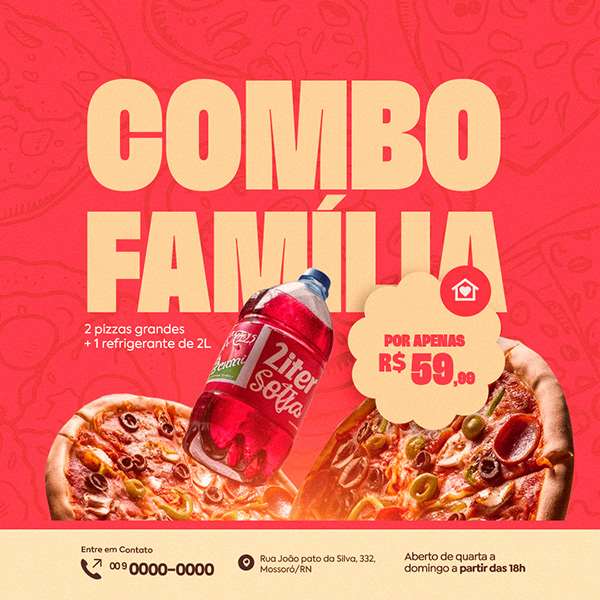 COMBO
FAMÍLIA
2 pizzas grandes
+ 1 refrigerante de 2L
2liter
Sotta
POR APENAS
R$ 59,99
Entre em Contato
00 9 0000-0000
Rua João pato da Silva, 332,
Mossoró/RN
Aberto de quarta a
domingo a partir das 18h